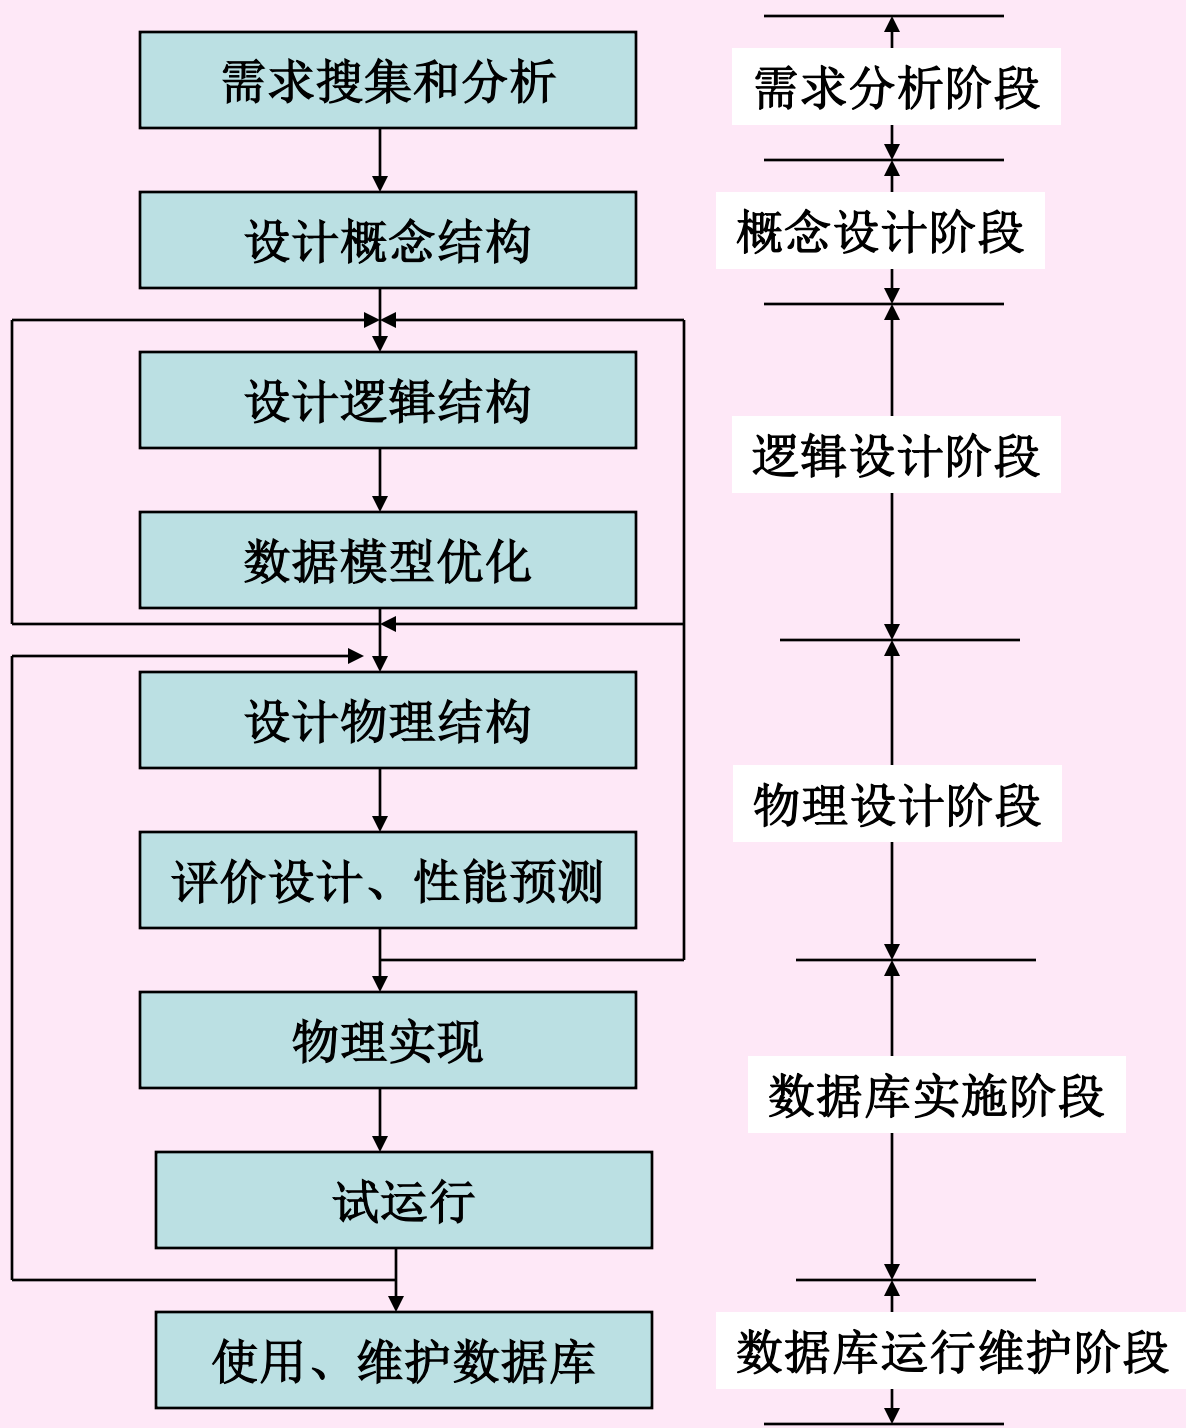 需求搜集和分析
需求分析阶段
设计概念结构
概念设计阶段
设计逻辑结构
逻辑设计阶段
数据模型优化
设计物理结构
物理设计阶段
评价设计、性能预测
物理实现
数据库实施阶段
试运行
使用、维护数据库
数据库运行维护阶段